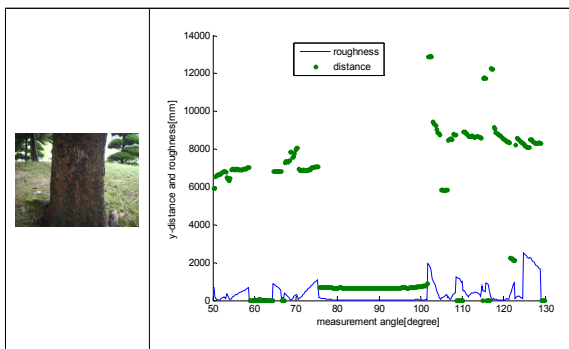 14000
12000
10000
8000
6000
4000
2000
0
50 60 70 80 90 100 110 120 130
y-distance and roughness[mm]
measurement angle[degree]
roughness
distance